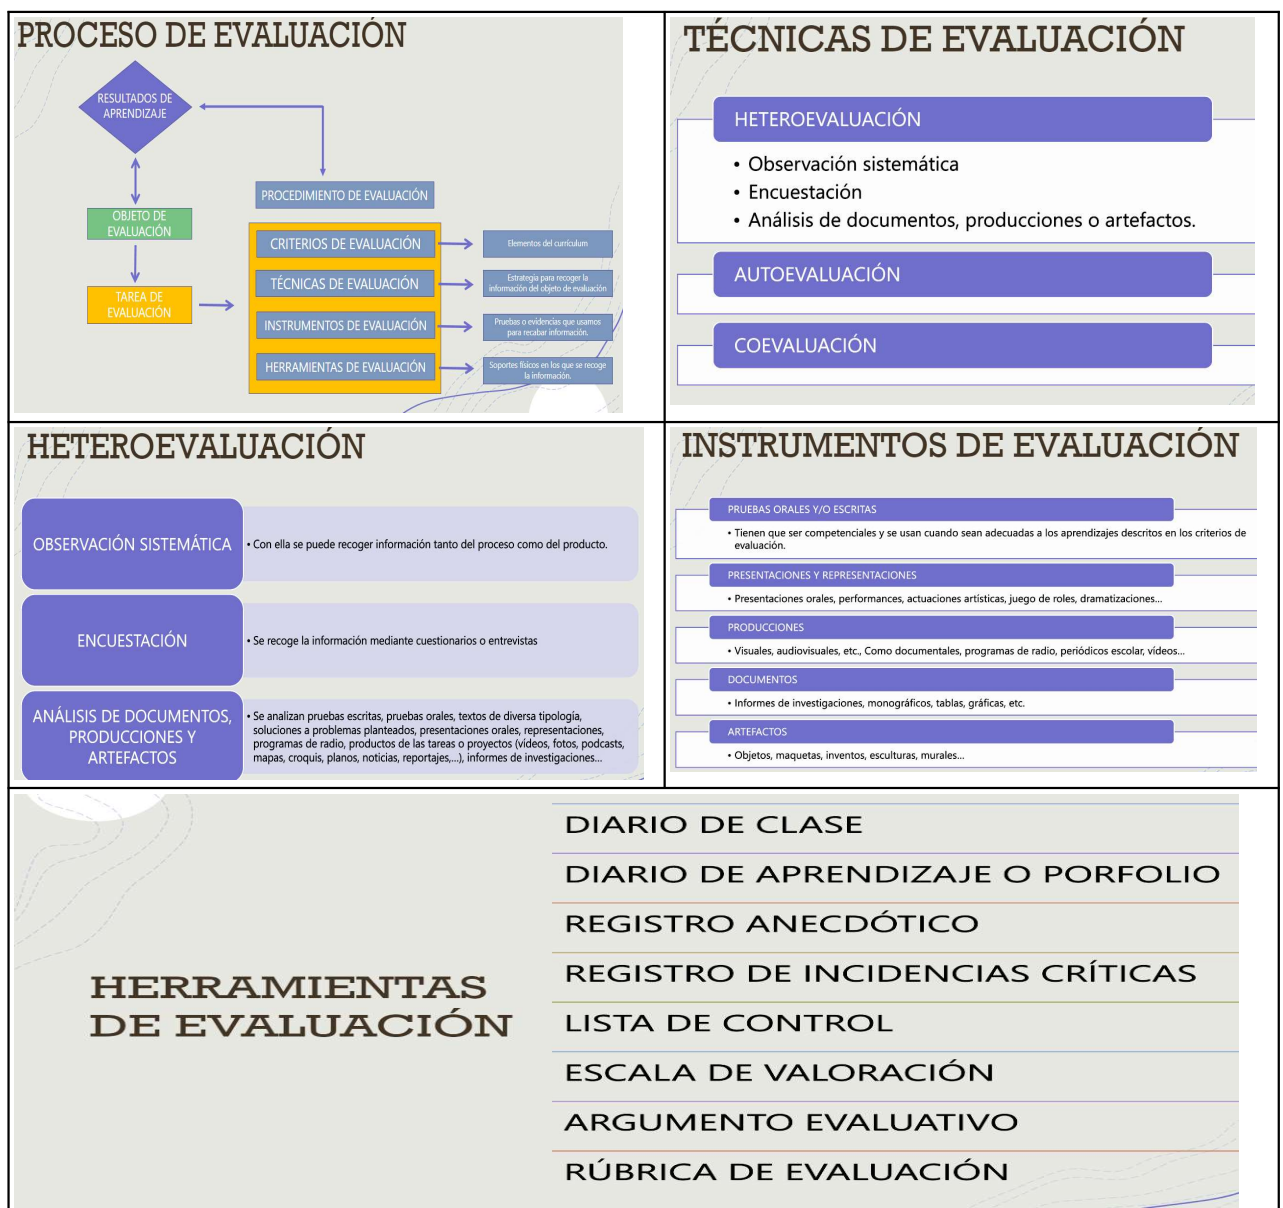 PROCESO DE EVALUACIÓN
RESULTADOS DE
APRENDIZAJE
PROCEDIMIENTO DE EVALUACIÓN
OBJETO DE
EVALUACIÓN
TAREA DE
EVALUACIÓN
CRITERIOS DE EVALUACIÓN
Elementos del currículum
TÉCNICAS DE EVALUACIÓN
Estrategia para recoger la
información del objeto de evaluación
INSTRUMENTOS DE EVALUACIÓN
Pruebas o evidencias que usamos
para recabar información.
HERRAMIENTAS DE EVALUACIÓN
Soportes físicos en los que se recoge
la información.
TÉCNICAS DE EVALUACIÓN
HETEROEVALUACIÓN
• Observación sistemática
• Encuestación
• Análisis de documentos, producciones o artefactos.
AUTOEVALUACIÓN
COEVALUACIÓN
HETEROEVALUACIÓN
OBSERVACIÓN SISTEMÁTICA
• Con ella se puede recoger información tanto del proceso como del producto.
ENCUESTACIÓN
• Se recoge la información mediante cuestionarios o entrevistas
ANÁLISIS DE DOCUMENTOS,
PRODUCCIONES Y
ARTEFACTOS
• Se analizan pruebas escritas, pruebas orales, textos de diversa tipología,
soluciones a problemas planteados, presentaciones orales, representaciones,
programas de radio, productos de las tareas o proyectos (vídeos, fotos, podcasts,
mapas, croquis, planos, noticias, reportajes,...), informes de investigaciones...
INSTRUMENTOS DE EVALUACIÓN
PRUEBAS ORALES Y/O ESCRITAS
• Tienen que ser competenciales y se usan cuando sean adecuadas a los aprendizajes descritos en los criterios de
evaluación.
PRESENTACIONES Y REPRESENTACIONES
• Presentaciones orales, performances, actuaciones artísticas, juego de roles, dramatizaciones...
PRODUCCIONES
• Visuales, audiovisuales, etc., Como documentales, programas de radio, periódicos escolar, vídeos...
DOCUMENTOS
• Informes de investigaciones, monográficos, tablas, gráficas, etc.
ARTEFACTOS
• Objetos, maquetas, inventos, esculturas, murales...
HERRAMIENTAS
DE EVALUACIÓN
DIARIO DE CLASE
DIARIO DE APRENDIZAJE O PORFOLIO
REGISTRO ANECDÓTICO
REGISTRO DE INCIDENCIAS CRÍTICAS
LISTA DE CONTROL
ESCALA DE VALORACIÓN
ARGUMENTO EVALUATIVO
RÚBRICA DE EVALUACIÓN